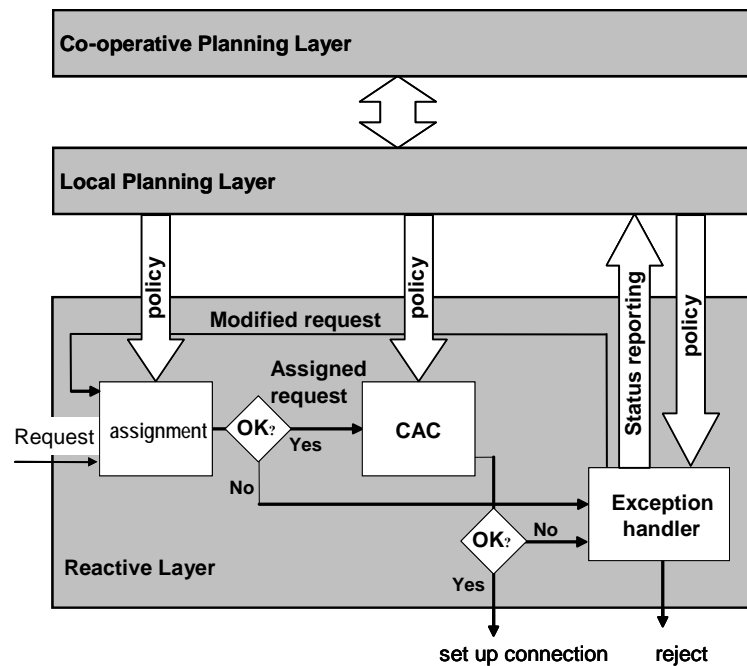 Co-operative Planning Layer
Local Planning Layer
policy
policy
Status reporting
policy
Modified request
Assigned
request
Request
assignment
OK?
Yes
CAC
No
Exception
handler
OK?
No
Reactive Layer
Yes
set up connection
reject